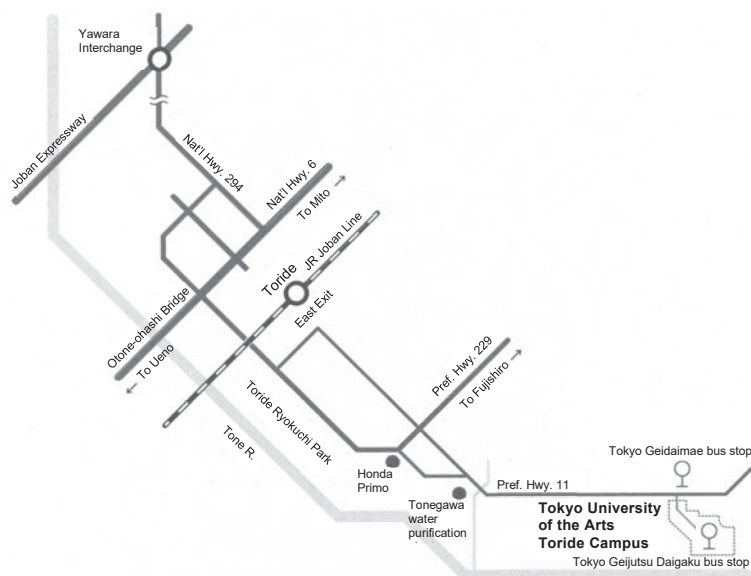 Yawara
Interchange
Joban Expressway
Nat'l Hwy. 294
Nat'l Hwy. 6
To Mito →
JR Joban Line
Toride
East Exit
Otone-ohashi Bridge
← To Ueno
Pref. Hwy. 229
To Fujishiro →
Toride Ryokuchi Park
Tone R.
Honda
Primo
Tonegawa
water
purification
Pref. Hwy. 11
Tokyo Geidaimae bus stop
Tokyo University
of the Arts
Toride Campus
Tokyo Geijutsu Daigaku bus stop